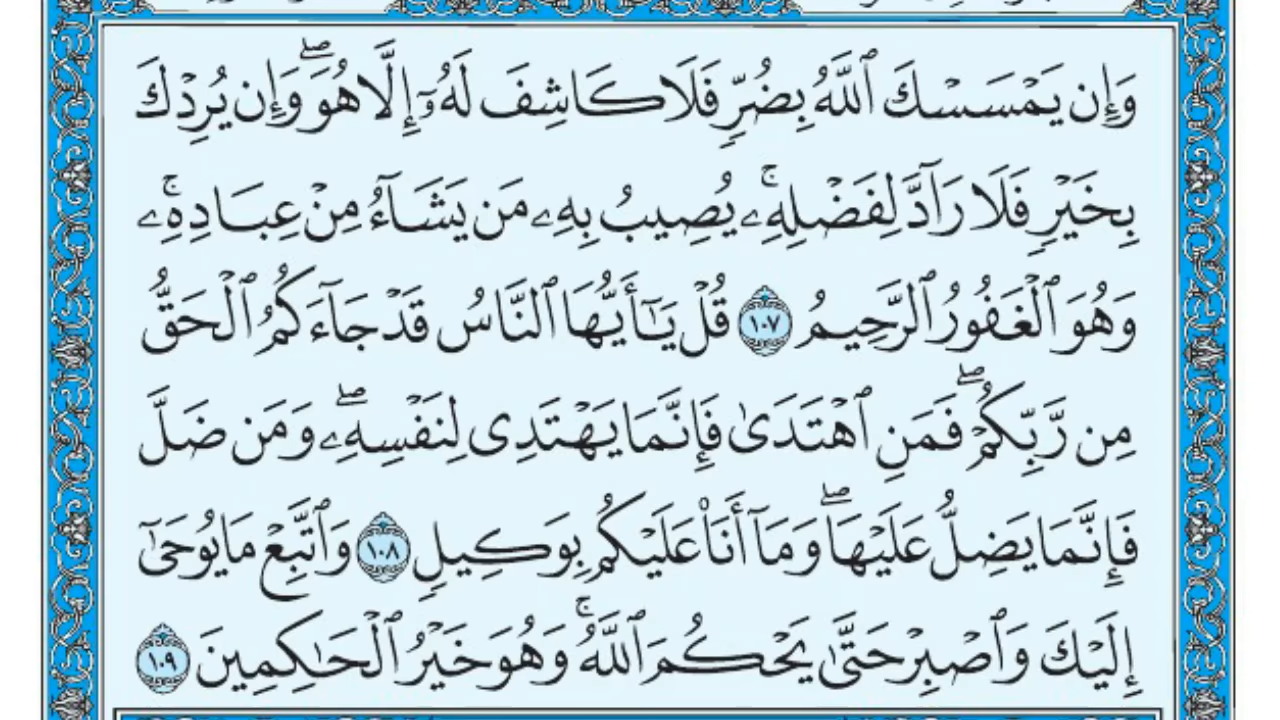 وَإِن يَمْسَسْكَ ٱللَّهُ بِضُرٍّ فَلَا كَاشِفَ لَهُۥٓ إِلَّا هُوَۖ وَإِن يُرِدْكَ
بِخَيْرٍ فَلَا رَآدَّ لِفَضْلِهِۦۚ يُصِيبُ بِهِۦ مَن يَشَآءُ مِنْ عِبَادِهِۦۚ
وَهُوَ ٱلْغَفُورُ ٱلرَّحِيمُ ١٠٧ قُلْ يَـٰٓأَيُّهَا ٱلنَّاسُ قَدْ جَآءَكُمُ ٱلْحَقُّ
مِن رَّبِّكُمْۖ فَمَنِ ٱهْتَدَىٰ فَإِنَّمَا يَهْتَدِى لِنَفْسِهِۦۖ وَمَن ضَلَّ
فَإِنَّمَا يَضِلُّ عَلَيْهَاۖ وَمَآ أَنَا۠ عَلَيْكُم بِوَكِيلٍ ١٠٨ وَٱتَّبِعْ مَا يُوحَىٰٓ
إِلَيْكَ وَٱصْبِرْ حَتَّىٰ يَحْكُمَ ٱللَّهُۚ وَهُوَ خَيْرُ ٱلْحَـٰكِمِينَ ١٠٩